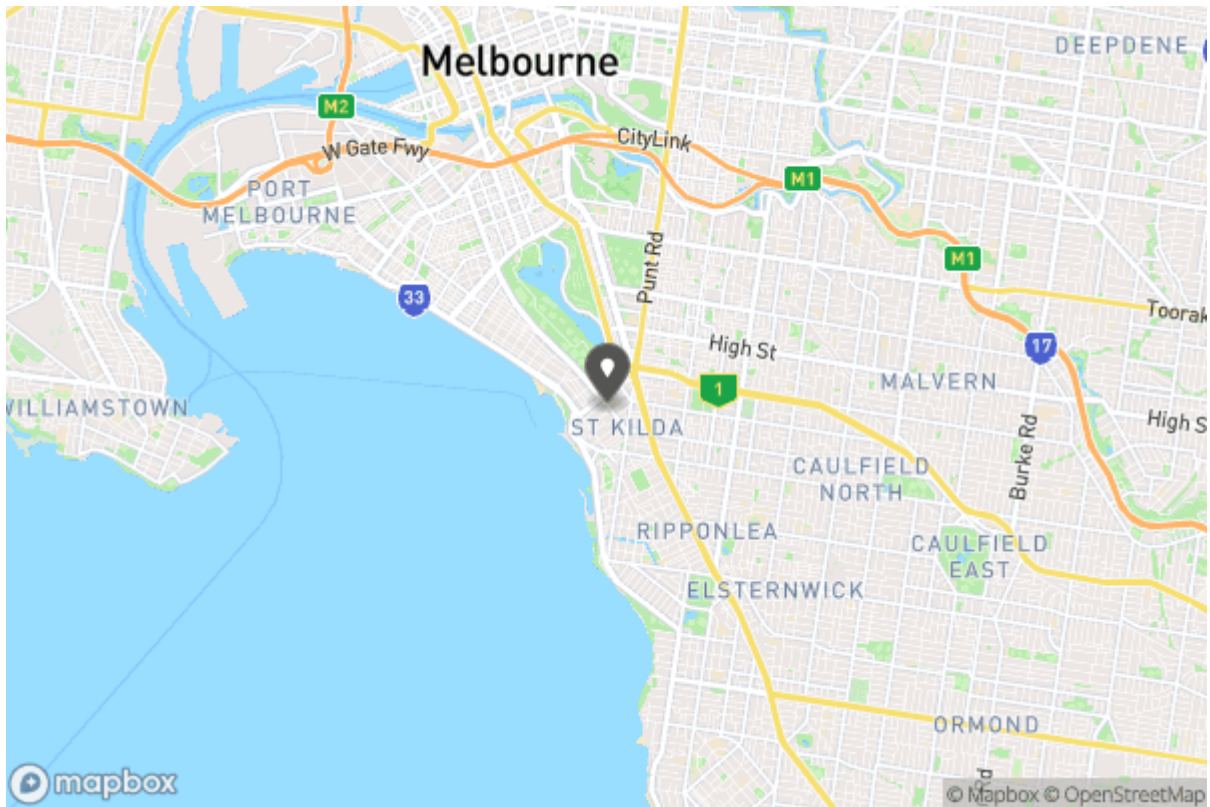 DEEPDENE
Melbourne
M2
W Gate Fwy
CityLink
M1
PORT
MELBOURNE
Punt Rd
M1
33
Toorak
High St
17
MALVERN
1
WILLIAMSTOWN
ST KILDA
High S
Burke Rd
CAULFIELD
NORTH
RIPPONLEA
CAULFIELD
EAST
ELSTERNWICK
ORMOND
Rd
mapbox
© Mapbox © OpenStreetMap